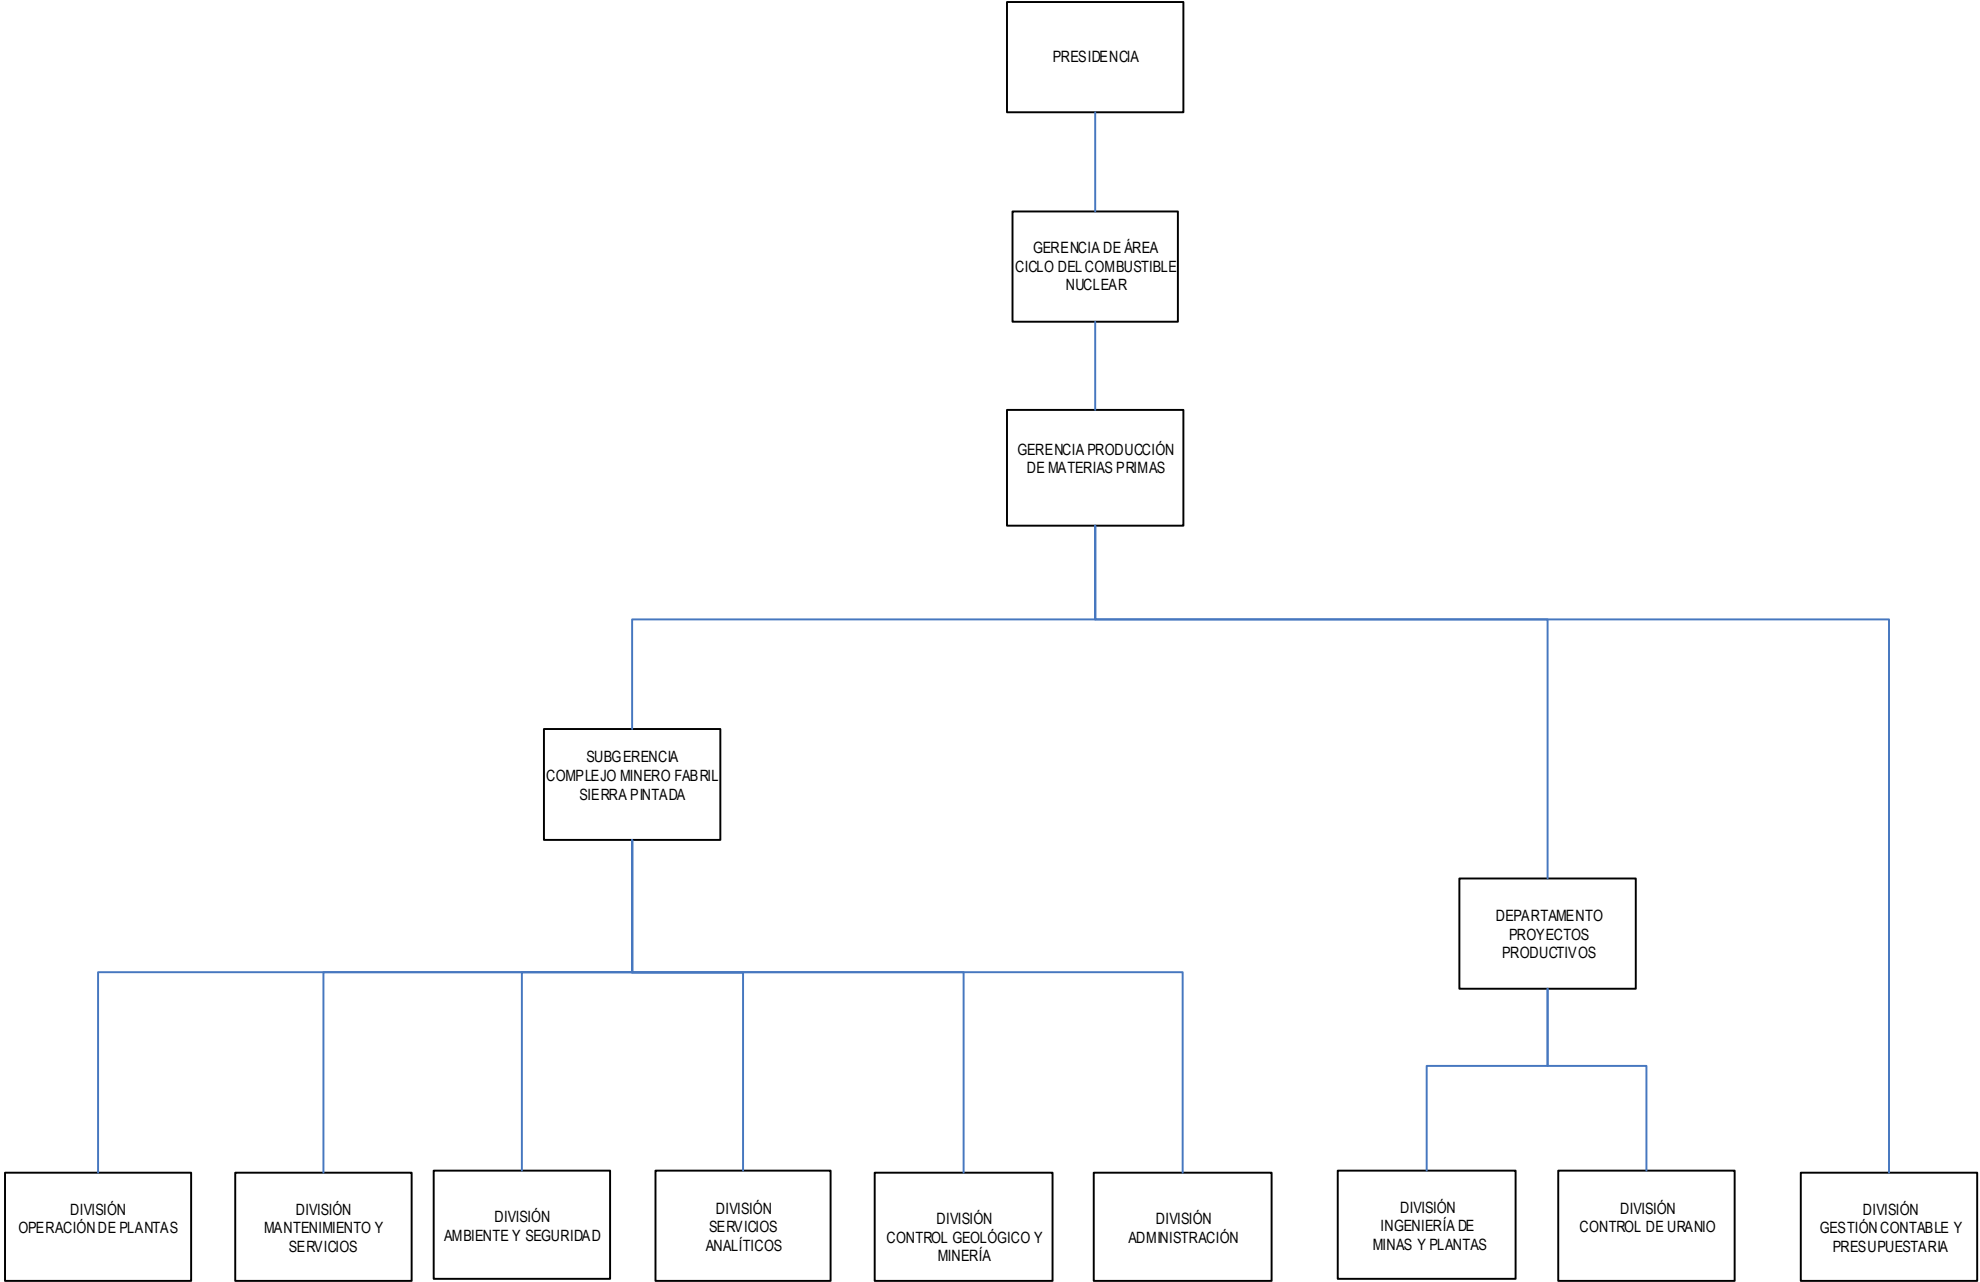 PRESIDENCIA
GERENCIA DE ÁREA
CICLO DEL COMBUSTIBLE
NUCLEAR
GERENCIA PRODUCCIÓN
DE MATERIAS PRIMAS
SUBGERENCIA
COMPLEJO MINERO FABRIL
SIERRA PINTADA
DEPARTAMENTO
PROYECTOS
PRODUCTIVOS
DIVISIÓN
OPERACIÓN DE PLANTAS
DIVISIÓN
MANTENIMIENTO Y
SERVICIOS
DIVISIÓN
AMBIENTE Y SEGURIDAD
DIVISIÓN
SERVICIOS
ANALÍTICOS
DIVISIÓN
CONTROL GEOLÓGICO Y
MINERÍA
DIVISIÓN
ADMINISTRACIÓN
DIVISIÓN
INGENIERÍA DE
MINAS Y PLANTAS
DIVISIÓN
CONTROL DE URANIO
DIVISIÓN
GESTIÓN CONTABLE Y
PRESUPUESTARIA